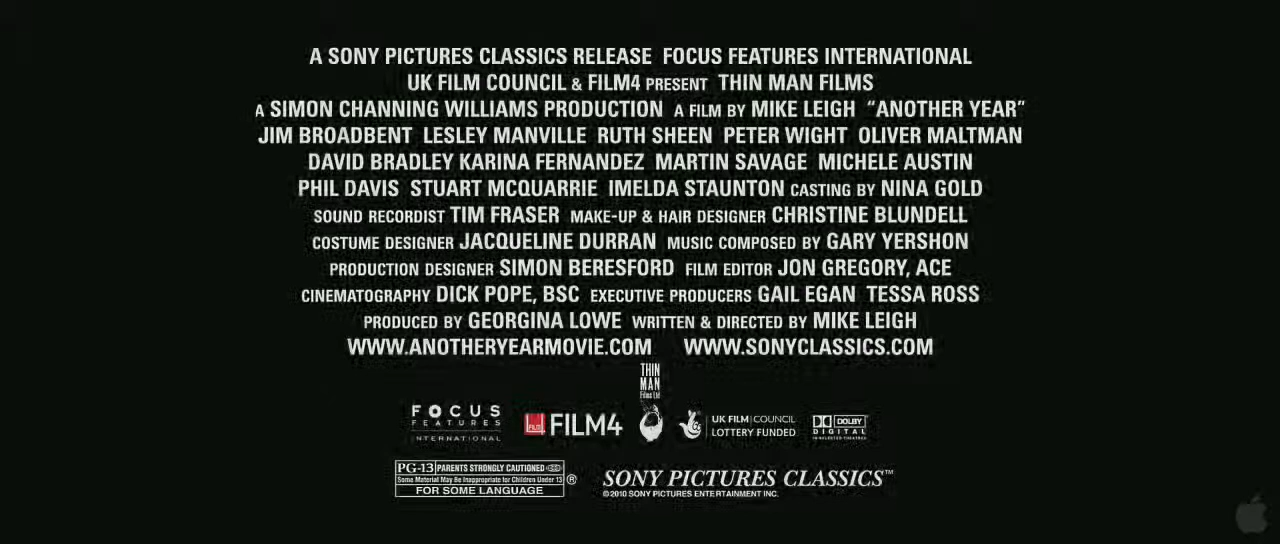 A SONY PICTURES CLASSICS RELEASE FOCUS FEATURES INTERNATIONAL
UK FILM COUNCIL & FILM4 PRESENT THIN MAN FILMS
A SIMON CHANNING WILLIAMS PRODUCTION A FILM BY MIKE LEIGH “ANOTHER YEAR”
JIM BROADBENT LESLEY MANVILLE RUTH SHEEN PETER WIGHT OLIVER MALTMAN
DAVID BRADLEY KARINA FERNANDEZ MARTIN SAVAGE MICHELE AUSTIN
PHIL DAVIS STUART MCQUARRIE IMELDA STAUNTON CASTING BY NINA GOLD
SOUND RECORDIST TIM FRASER MAKE-UP & HAIR DESIGNER CHRISTINE BLUNDELL
COSTUME DESIGNER JACQUELINE DURRAN MUSIC COMPOSED BY GARY YERSHON
PRODUCTION DESIGNER SIMON BERESFORD FILM EDITOR JON GREGORY, ACE
CINEMATOGRAPHY DICK POPE, BSC EXECUTIVE PRODUCERS GAIL EGAN TESSA ROSS
PRODUCED BY GEORGINA LOWE WRITTEN & DIRECTED BY MIKE LEIGH
WWW.ANOTHERYEARMOVIE.COM WWW.SONYCLASSICS.COM
THIN
MAN
Films Ltd
FOCUS
FEATURES
INTERNATIONAL
FILM FILM4
UK FILM COUNCIL
LOTTERY FUNDED
DOLBY
DIGITAL
IN SELECTED THEATRES
PG-13 PARENTS STRONGLY CAUTIONED
Some Material May Be Inappropriate for Children Under 13 ®
FOR SOME LANGUAGE
SONY PICTURES CLASSICS™
©2010 SONY PICTURES ENTERTAINMENT INC.